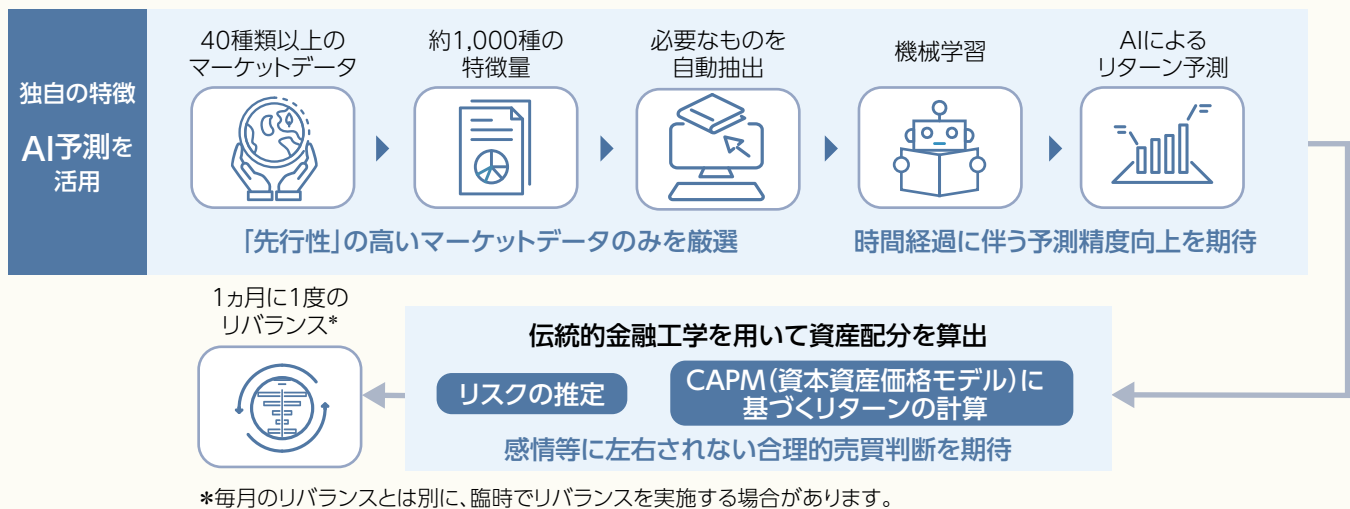 独自の特徴
AI予測を
活用
40種類以上の
マーケットデータ
約1,000種の
特徴量
必要なものを
自動抽出
機械学習
AIによる
リターン予測
「先行性」の高いマーケットデータのみを厳選
時間経過に伴う予測精度向上を期待
1ヵ月に1度の
リバランス*
伝統的金融工学を用いて資産配分を算出
リスクの推定
CAPM(資本資産価格モデル)に
基づくリターンの計算
感情等に左右されない合理的売買判断を期待
*毎月のリバランスとは別に、臨時でリバランスを実施する場合があります。